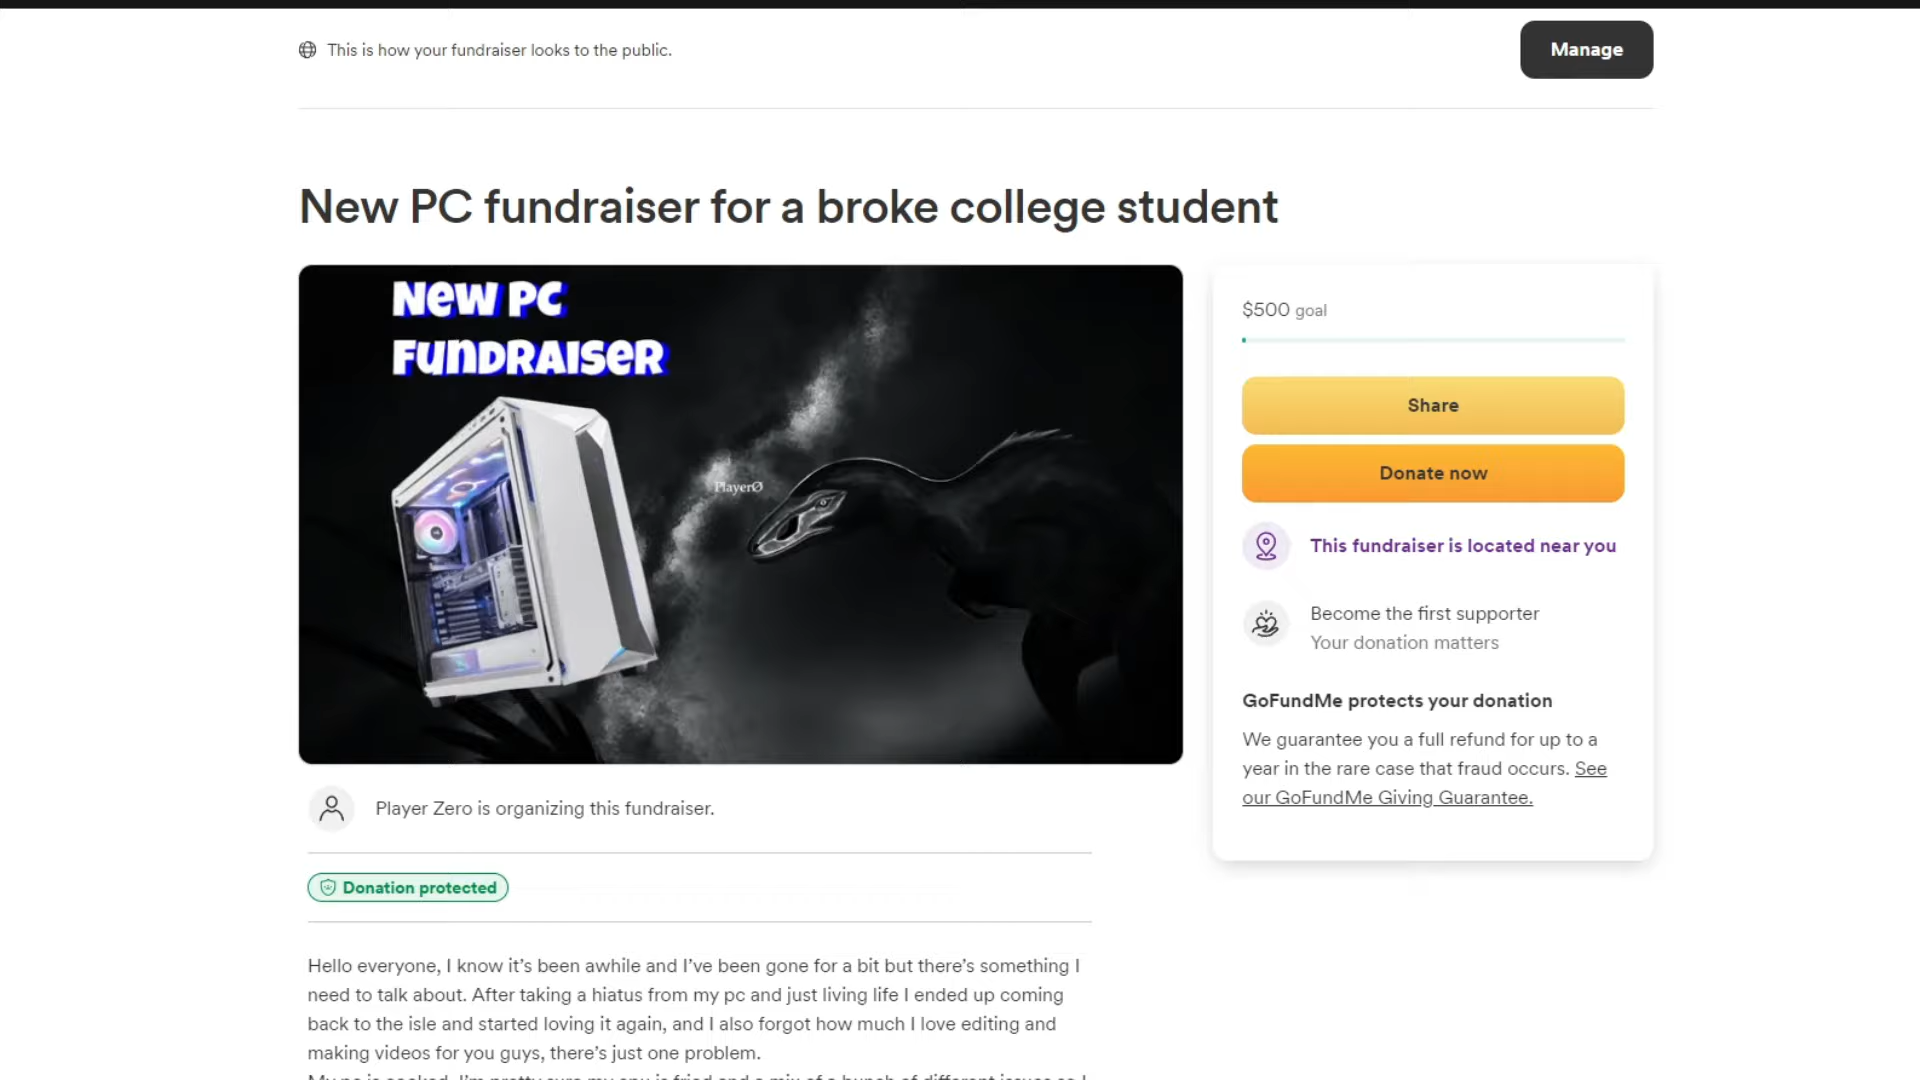 This is how your fundraiser looks to the public.
Manage
New PC fundraiser for a broke college student
New PC
Fundraiser
PlayerØ
$500 goal
Share
Donate now
This fundraiser is located near you
Become the first supporter
Your donation matters
GoFundMe protects your donation
We guarantee you a full refund for up to a
year in the rare case that fraud occurs. See
our GoFundMe Giving Guarantee.
Player Zero is organizing this fundraiser.
Donation protected
Hello everyone, I know it’s been awhile and I’ve been gone for a bit but there’s something I
need to talk about. After taking a hiatus from my pc and just living life I ended up coming
back to the isle and started loving it again, and I also forgot how much I love editing and
making videos for you guys, there’s just one problem.